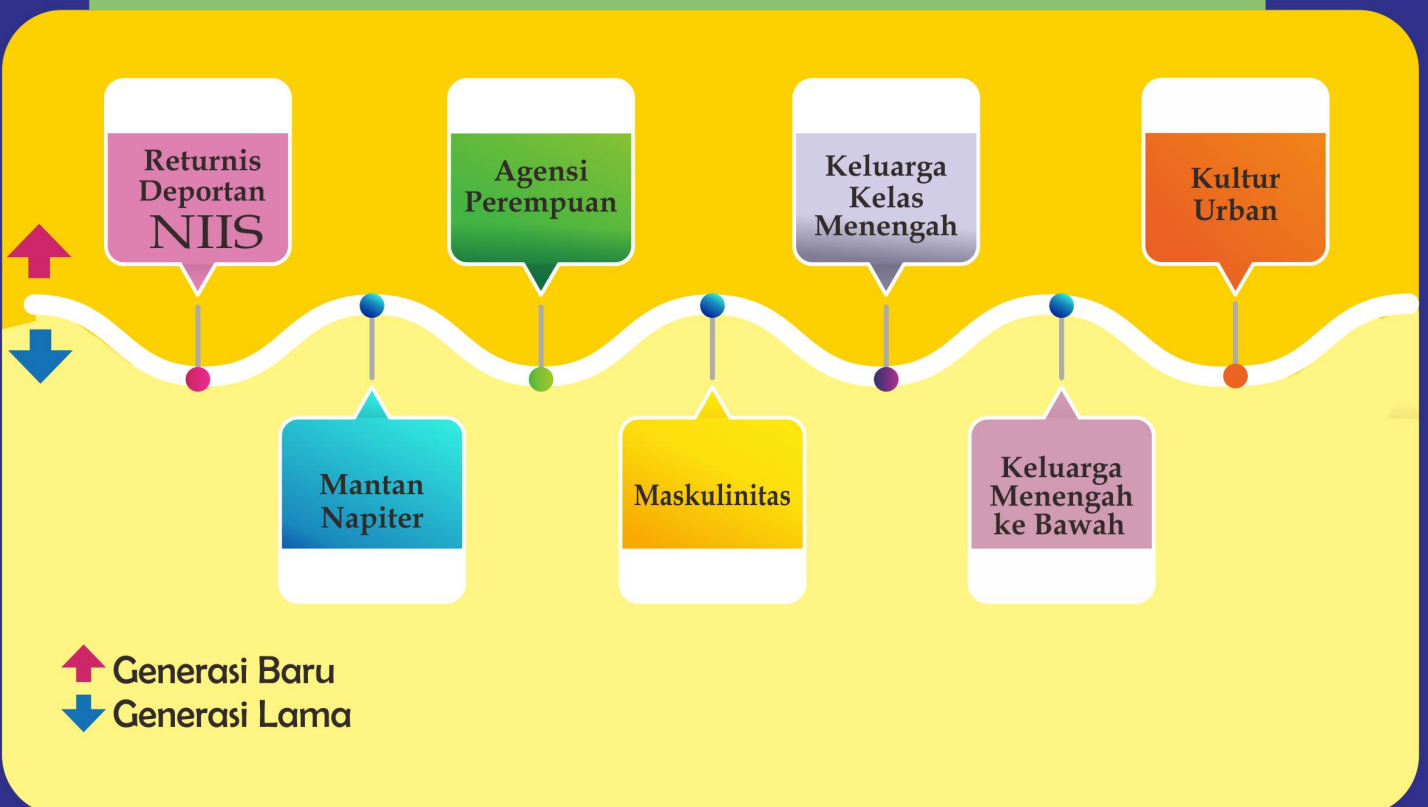 Returnis
Deportan
NIIS
Agensi
Perempuan
Keluarga
Kelas
Menengah
Kultur
Urban
Mantan
Napiter
Maskulinitas
Keluarga
Menengah
ke Bawah
Generasi Baru
Generasi Lama